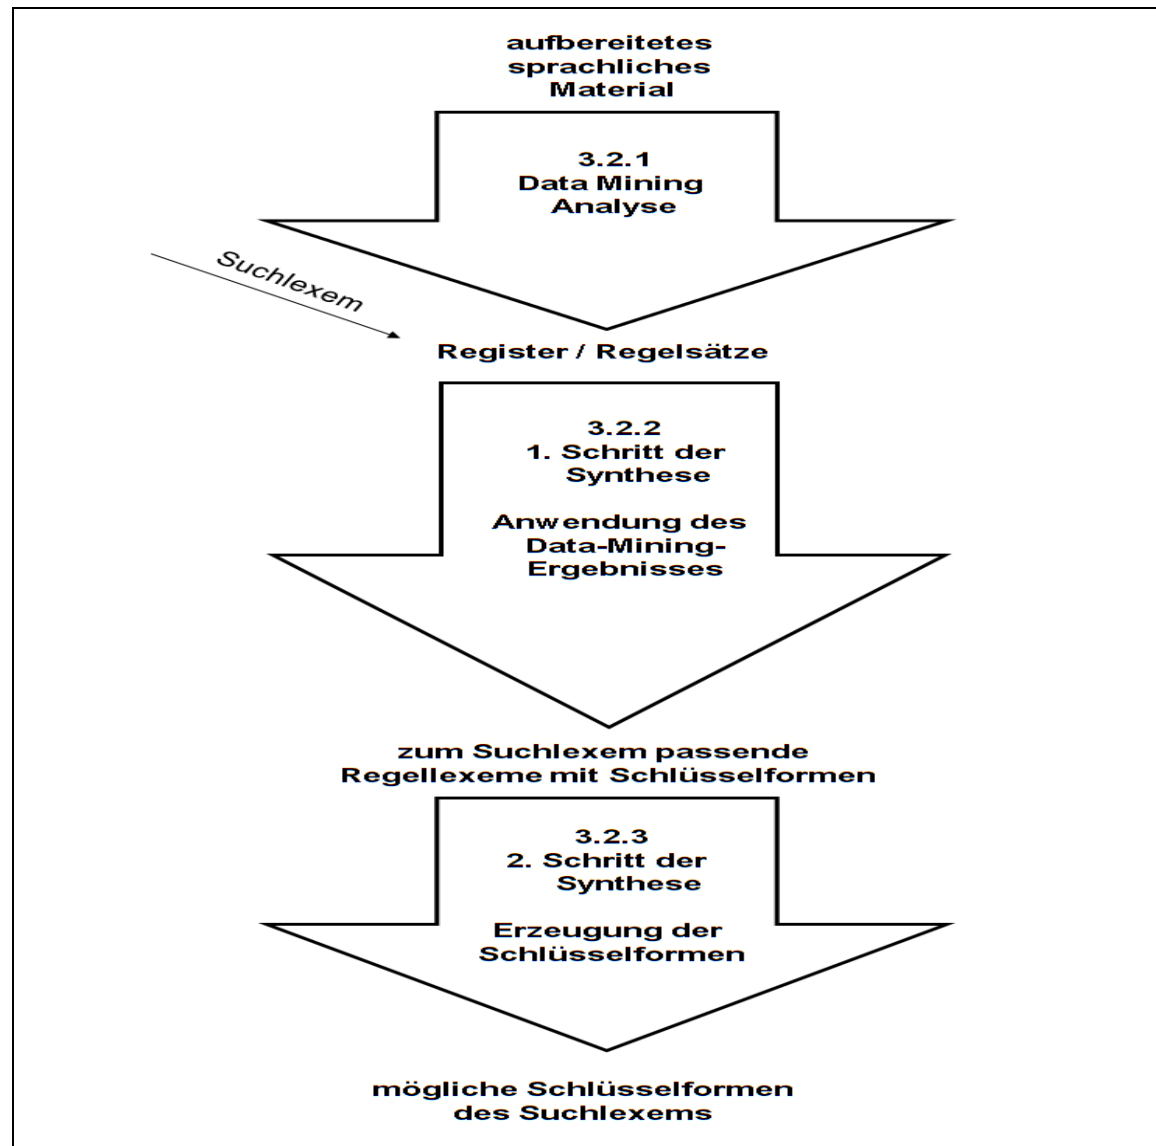 aufbereitetes
sprachliches
Material
3.2.1
Data Mining
Analyse
Suchlexem
Register / Regelsätze
3.2.2
1. Schritt der
Synthese
Anwendung des
Data-Mining-
Ergebnisses
zum Suchlexem passende
Regellexeme mit Schlüsselformen
3.2.3
2. Schritt der
Synthese
Erzeugung der
Schlüsselformen
mögliche Schlüsselformen
des Suchlexems